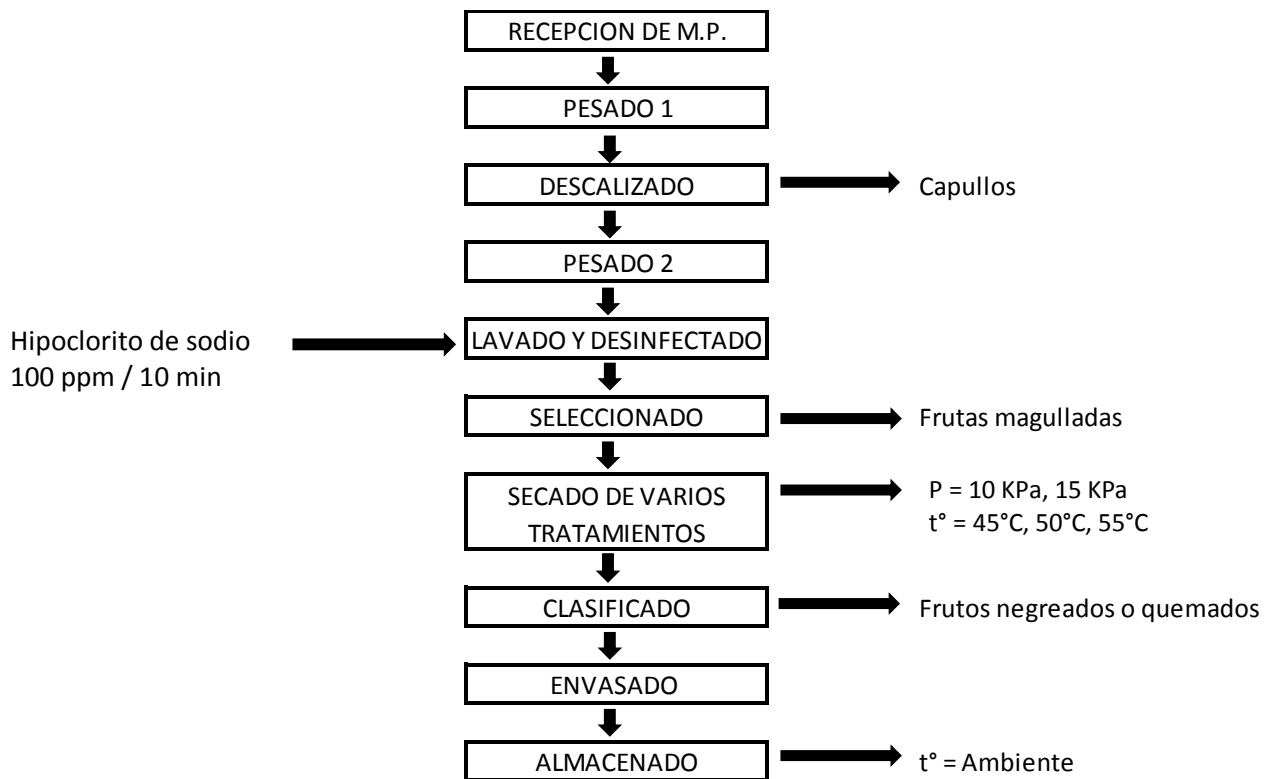 RECEPCION DE M.P.
PESADO 1
DESCALIZADO
Capullos
PESADO 2
Hipoclorito de sodio
100 ppm / 10 min
LAVADO Y DESINFECTADO
SELECCIONADO
Frutas magulladas
SECADO DE VARIOS
TRATAMIENTOS
P = 10 KPa, 15 KPa
t° = 45°C, 50°C, 55°C
CLASIFICADO
Frutos negreados o quemados
ENVASADO
ALMACENADO
t° = Ambiente